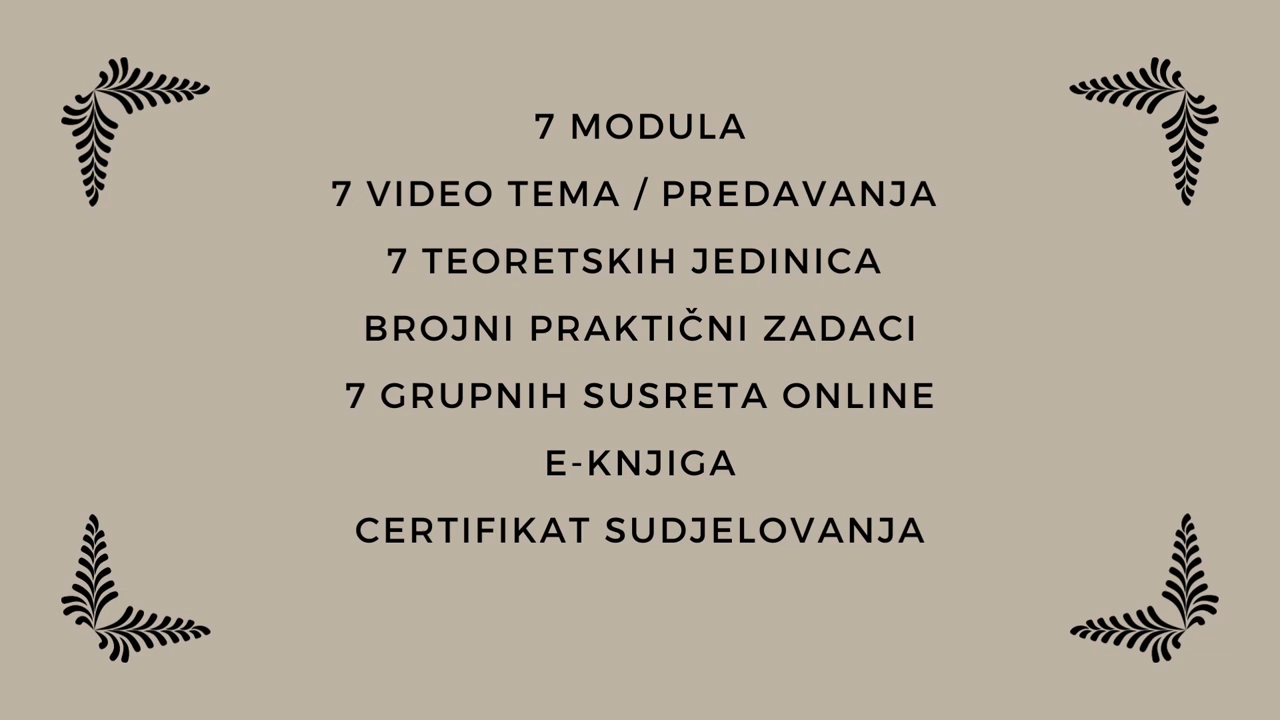 7 MODULA
7 VIDEO TEMA / PREDAVANJA
7 TEORETSKIH JEDINICA
BROJNI PRAKTIČNI ZADACI
7 GRUPNIH SUSRETA ONLINE
E-KNJIGA
CERTIFIKAT SUDJELOVANJA